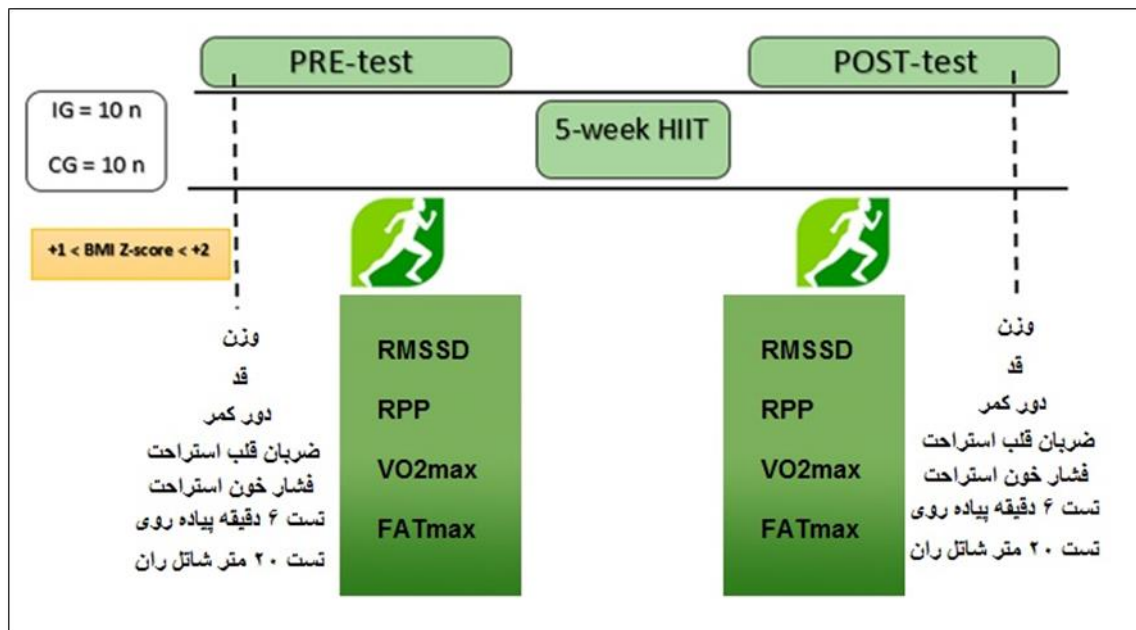 PRE-test
POST-test
IG = 10 n
CG = 10 n
5-week HIIT
+1 < BMI Z-score < +2
وزن
قد
دور کمر
ضربان قلب استراحت
فشار خون استراحت
تست ۶ دقیقه پیاده روی
تست ۲۰ متر شاتل ران
RMSSD
RPP
VO2max
FATmax
RMSSD
RPP
VO2max
FATmax
وزن
قد
دور کمر
ضربان قلب استراحت
فشار خون استراحت
تست ۶ دقیقه پیاده روی
تست ۲۰ متر شاتل ران